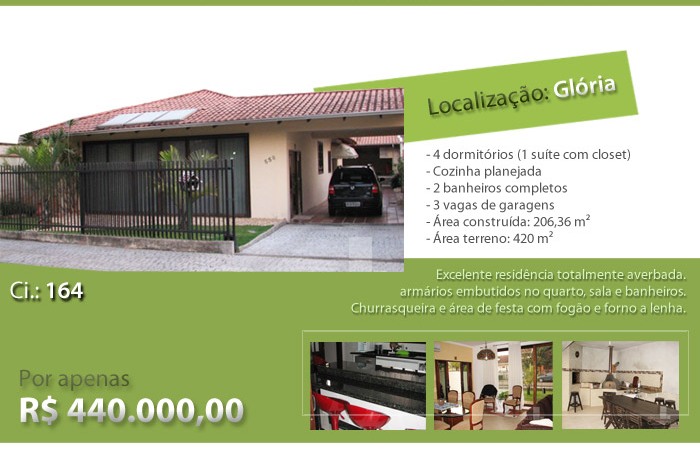 Localização: Glória
- 4 dormitórios (1 suíte com closet)
- Cozinha planejada
- 2 banheiros completos
- 3 vagas de garagens
- Área construída: 206,36 m²
- Área terreno: 420 m²
Excelente residência totalmente averbada.
armários embutidos no quarto, sala e banheiros.
Churrasqueira e área de festa com fogão e forno a lenha.
Ci.: 164
Por apenas
R$ 440.000,00